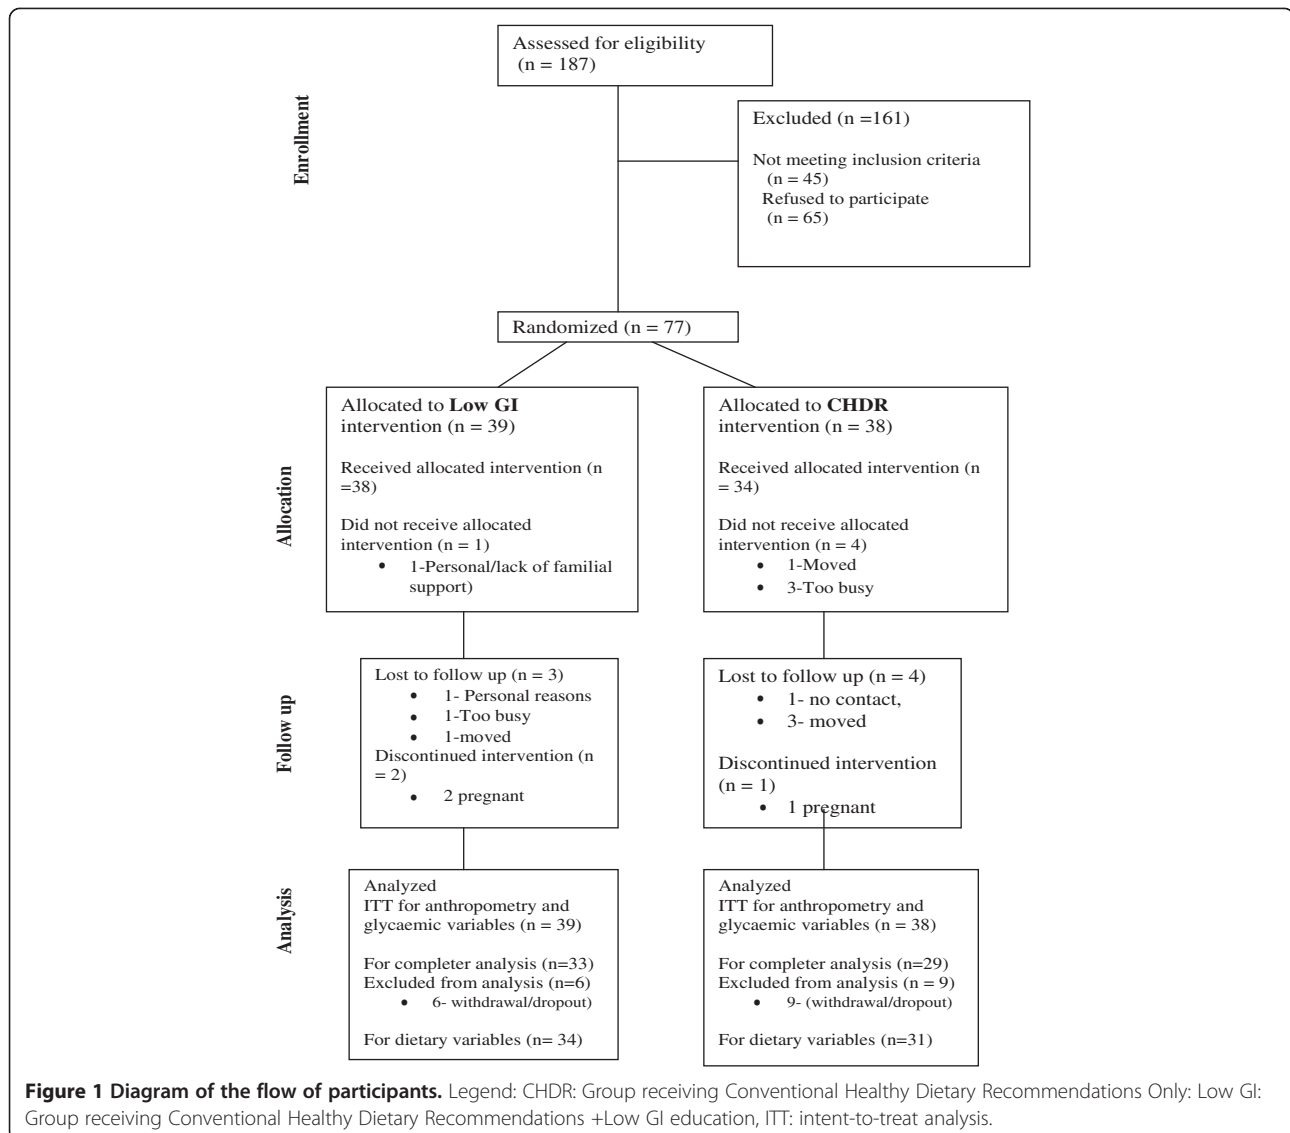 Assessed for eligibility
(n = 187)
Enrollment
Excluded (n =161)
Not meeting inclusion criteria
(n = 45)
Refused to participate
(n = 65)
Randomized (n = 77)
Allocation
Allocated to Low GI
intervention (n = 39)
Received allocated intervention (n
=38)
Did not receive allocated
intervention (n = 1)
• 1-Personal/lack of familial
support)
Allocated to CHDR
intervention (n = 38)
Received allocated intervention (n
= 34)
Did not receive allocated
intervention (n = 4)
• 1-Moved
• 3-Too busy
Follow up
Lost to follow up (n = 3)
• 1- Personal reasons
• 1-Too busy
• 1-moved
Discontinued intervention (n
= 2)
• 2 pregnant
Lost to follow up (n = 4)
• 1- no contact,
• 3- moved
Discontinued intervention
(n = 1)
• 1 pregnant
Analysis
Analyzed
ITT for anthropometry and
glycaemic variables (n = 39)
For completer analysis (n=33)
Excluded from analysis (n=6)
• 6- withdrawal/dropout)
For dietary variables (n= 34)
Analyzed
ITT for anthropometry and
glycaemic variables (n = 38)
For completer analysis (n=29)
Excluded from analysis (n = 9)
• 9- (withdrawal/dropout)
For dietary variables (n=31)
Figure 1 Diagram of the flow of participants. Legend: CHDR: Group receiving Conventional Healthy Dietary Recommendations Only: Low GI:
Group receiving Conventional Healthy Dietary Recommendations +Low GI education, ITT: intent-to-treat analysis.